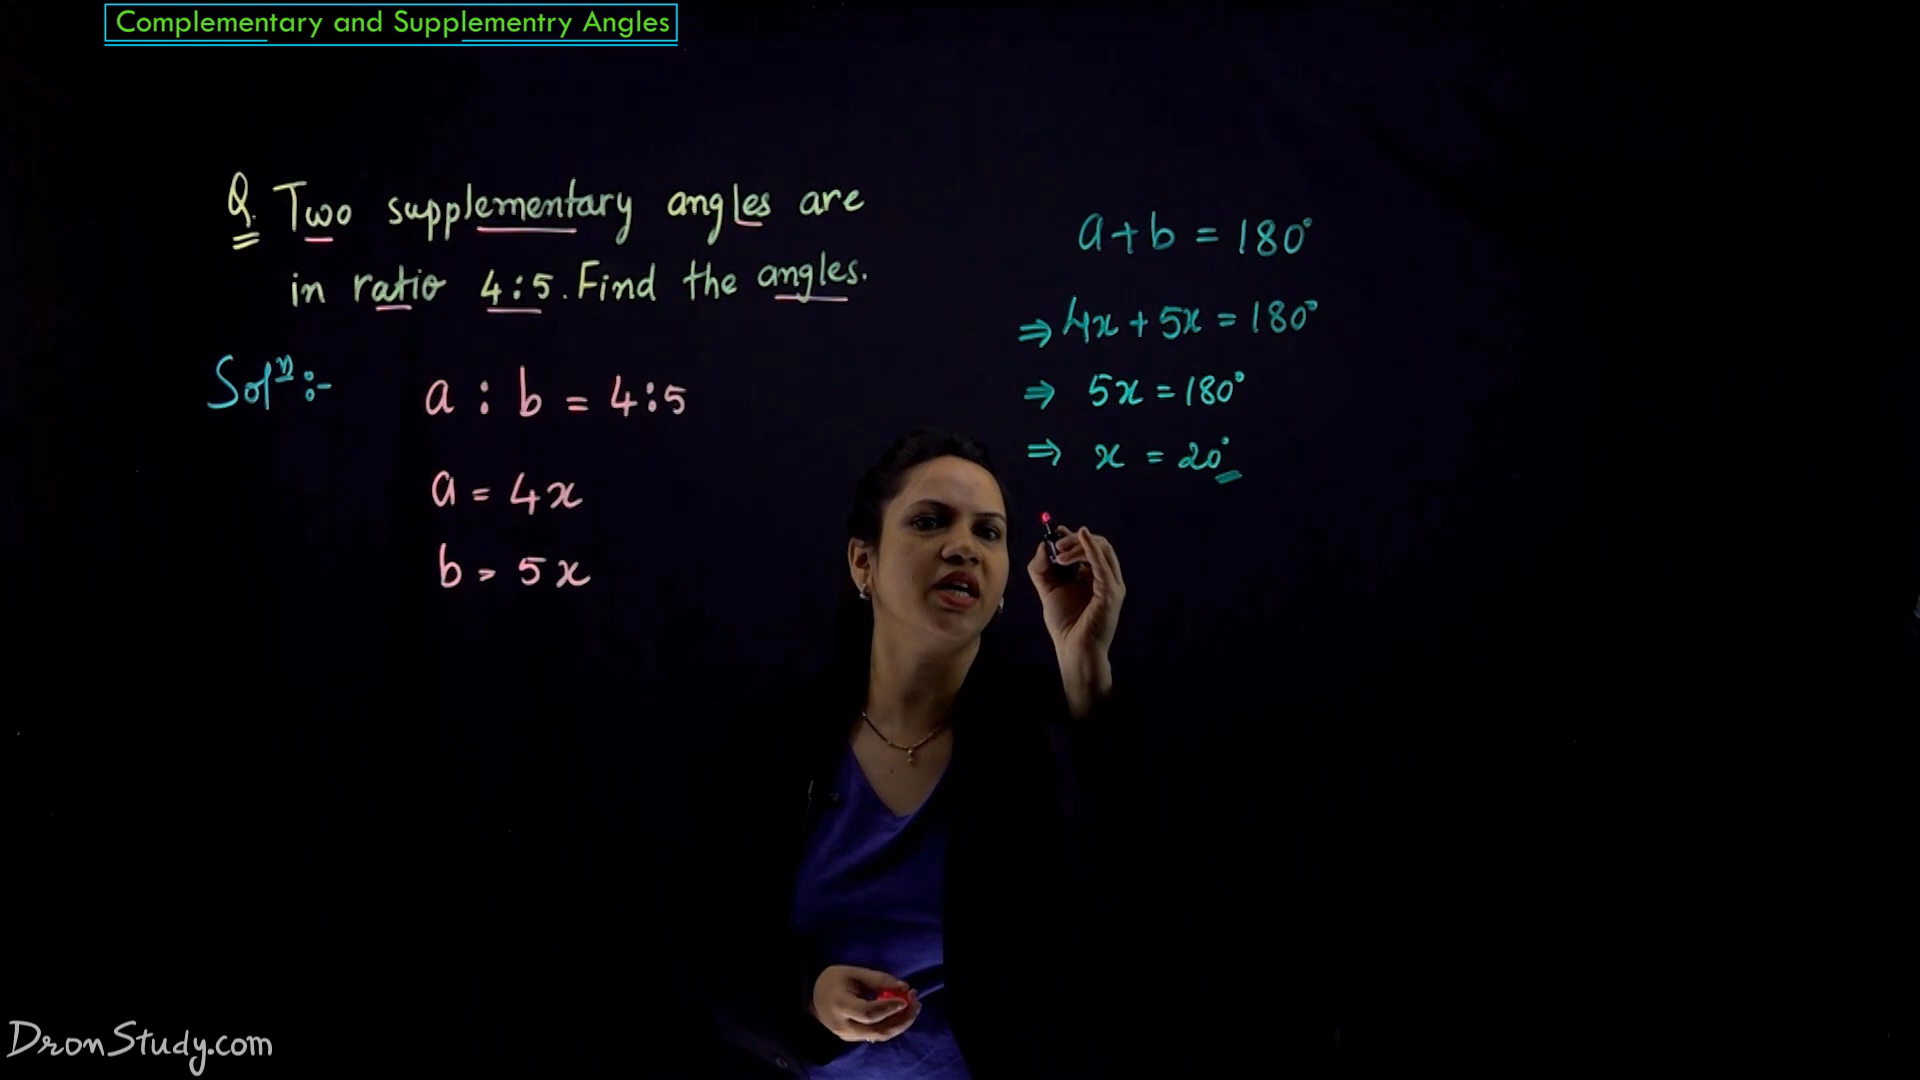 Complementary and Supplementry Angles
Q. Two supplementary angles are
in ratio 4:5. Find the angles.
Solⁿ:-
a : b = 4:5
a = 4x
b = 5x
a+b = 180°
⇒ 4x + 5x = 180°
⇒ 5x = 180°
⇒ x = 20°
DronStudy.com